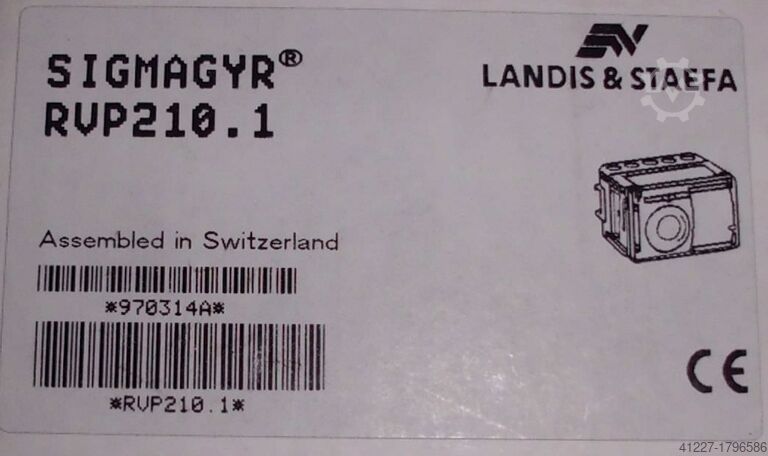 SIGMAGYR®
RVP210.1
LANDIS & STAEFA
Assembled in Switzerland
*970314A*
*RVP210.1*
CE
41227-1796586